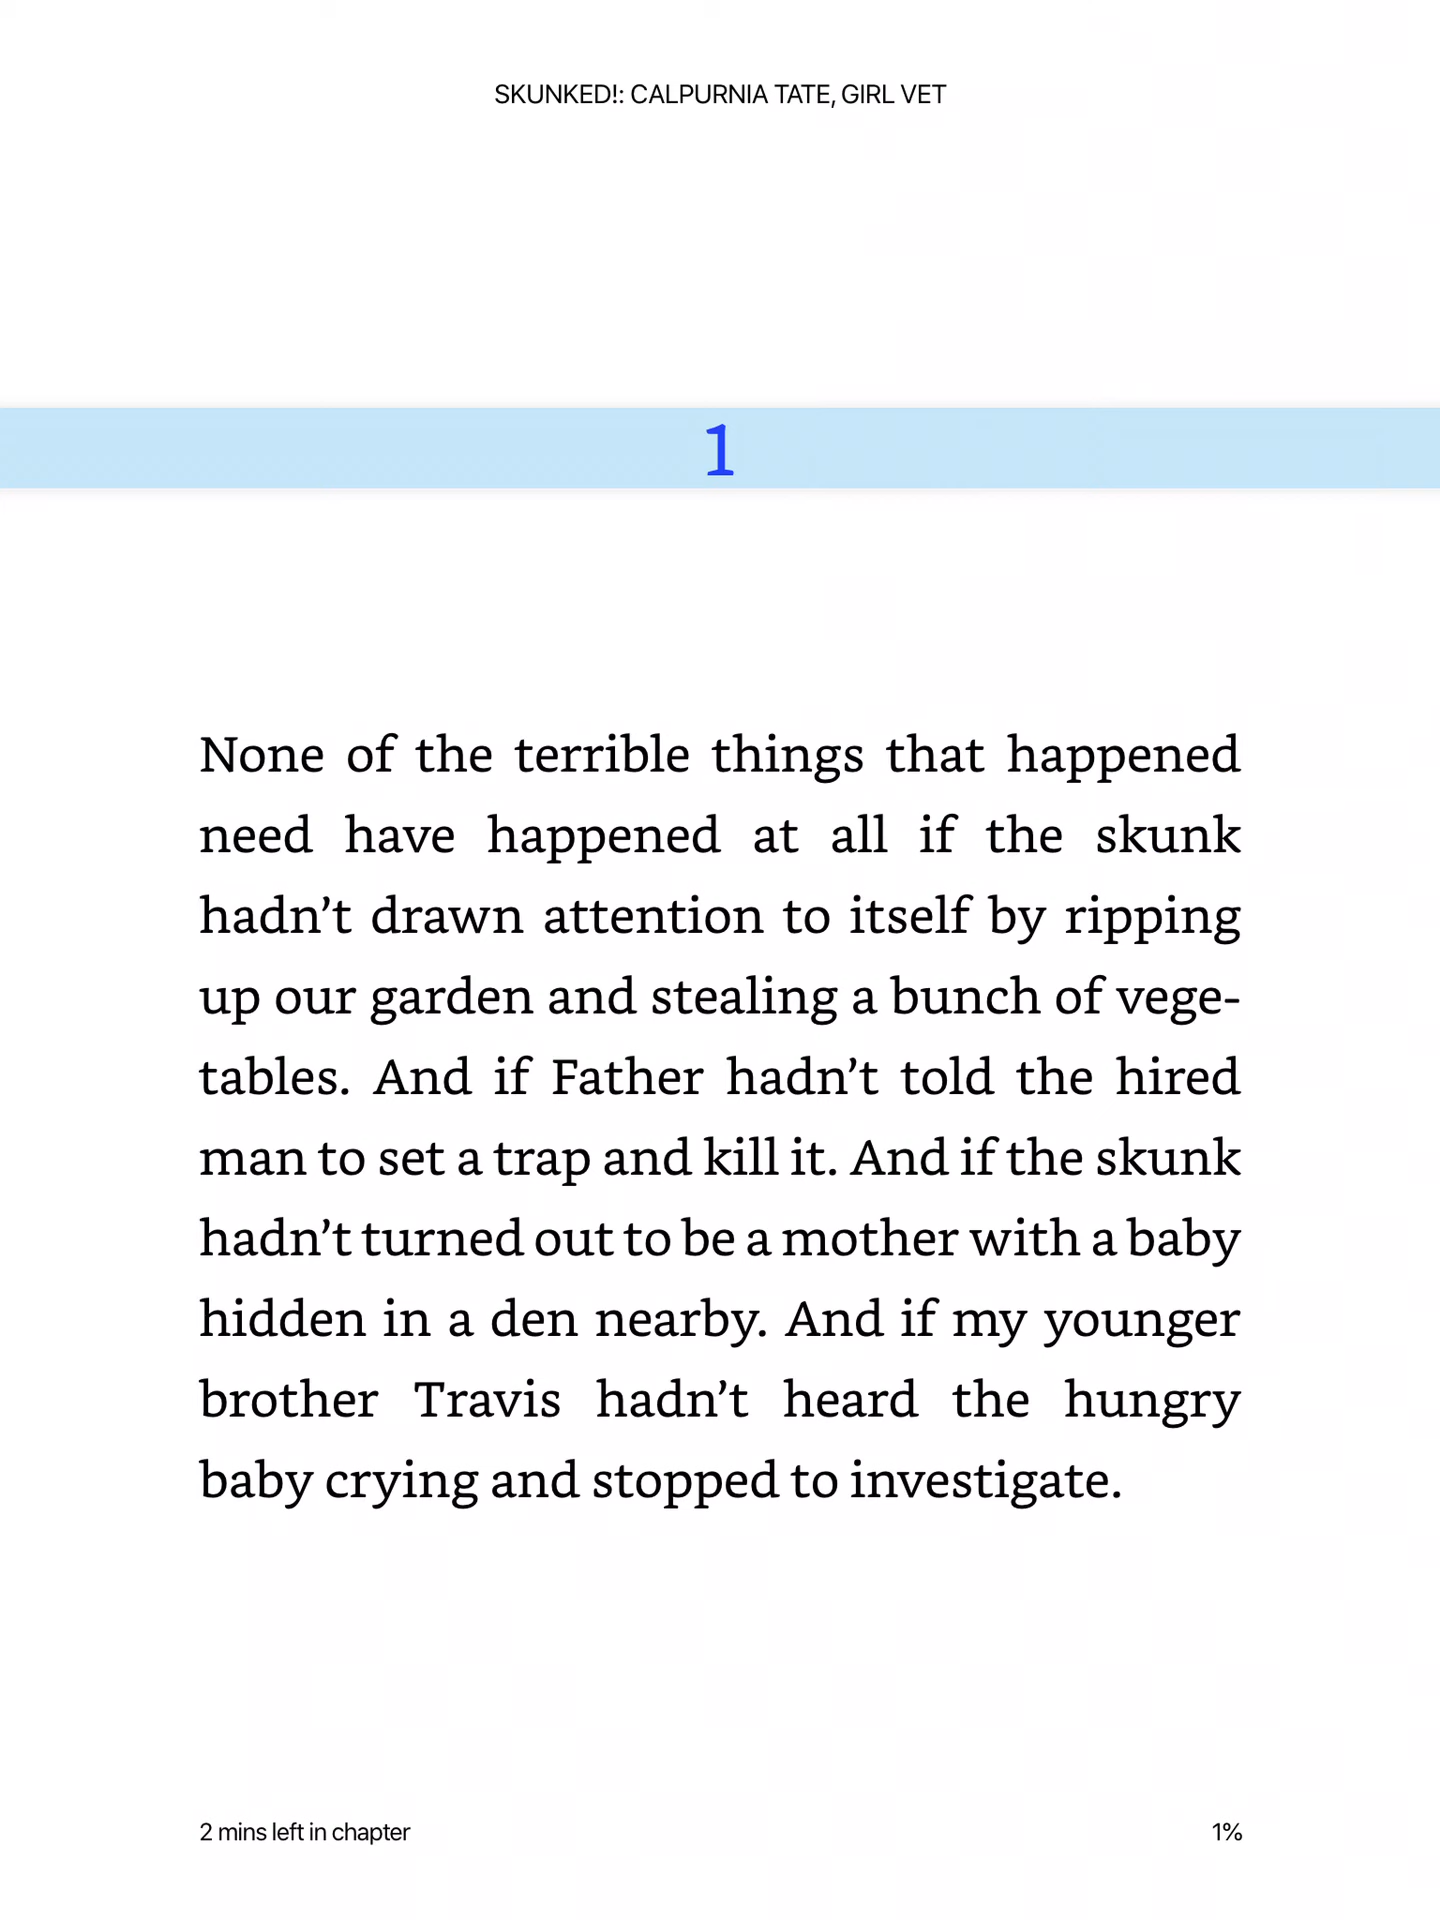 SKUNKED!: CALPURNIA TATE, GIRL VET
1
None of the terrible things that happened
need have happened at all if the skunk
hadn’t drawn attention to itself by ripping
up our garden and stealing a bunch of vege-
tables. And if Father hadn’t told the hired
man to set a trap and kill it. And if the skunk
hadn’t turned out to be a mother with a baby
hidden in a den nearby. And if my younger
brother Travis hadn’t heard the hungry
baby crying and stopped to investigate.
2 mins left in chapter
1%